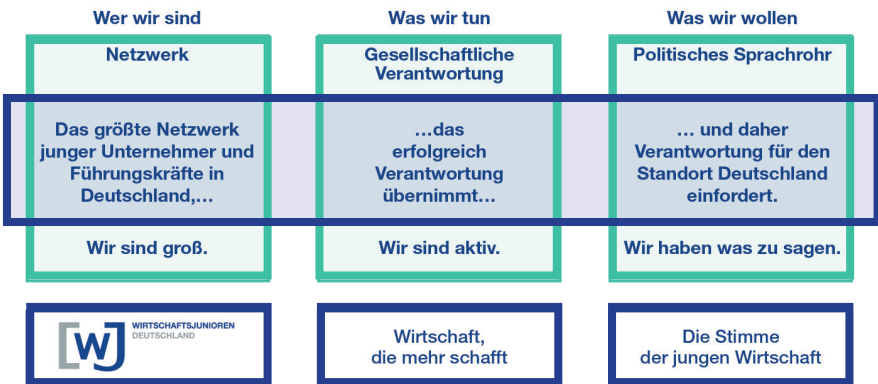 Wer wir sind
Netzwerk
Das größte Netzwerk
junger Unternehmer und
Führungskräfte in
Deutschland,…
Wir sind groß.
WJ
WIRTSCHAFTSJUNIOREN
DEUTSCHLAND
Was wir tun
Gesellschaftliche
Verantwortung
…das
erfolgreich
Verantwortung
übernimmt…
Wir sind aktiv.
Wirtschaft,
die mehr schafft
Was wir wollen
Politisches Sprachrohr
… und daher
Verantwortung für den
Standort Deutschland
einfordert.
Wir haben was zu sagen.
Die Stimme
der jungen Wirtschaft